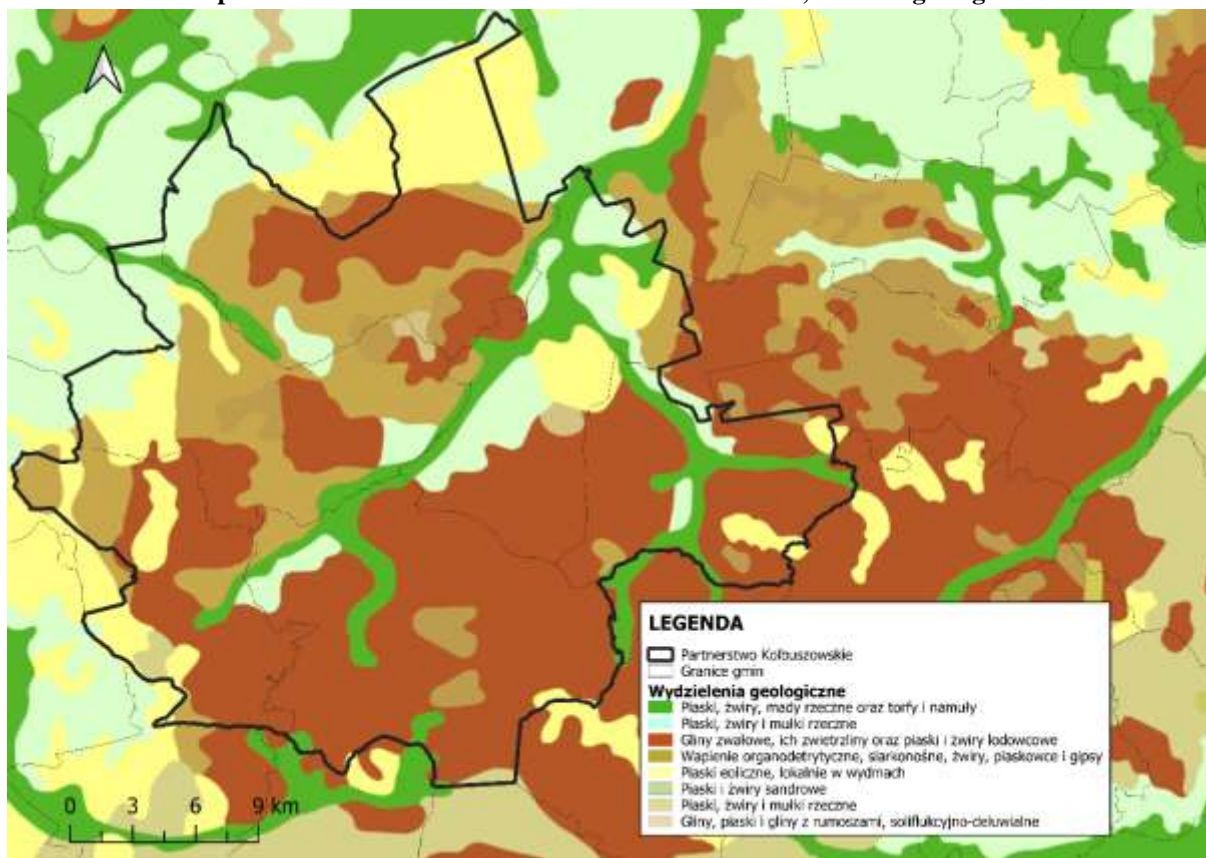 LEGENDA
Partnerstwo Kolbuszowskie
Granice gmin
Wydzielenia geologiczne
Piaski, żwiry, mady rzeczne oraz torfy i namuły
Piaski, żwiry i mułki rzeczne
Gliny zwałowe, ich zwietrzliny oraz piaski i żwiry lodowcowe
Wapienie organodetrytyczne, siarkonośne, żwiry, piaskowce i gipsy
Piaski eoliczne, lokalnie w wydmach
Piaski i żwiry sandrowe
Piaski, żwiry i mułki rzeczne
Gliny, piaski i gliny z rumoszami, soliflukcyjno-deluwialne
0 3 6 9 km